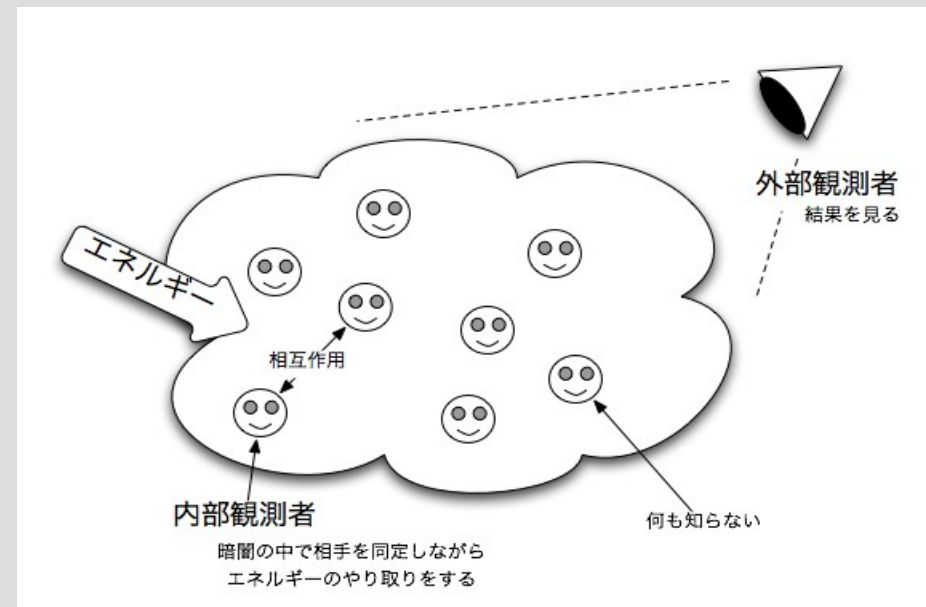 外部観測者
結果を見る
エネルギー
相互作用
内部観測者
暗闇の中で相手を同定しながら
エネルギーのやり取りをする
何も知らない